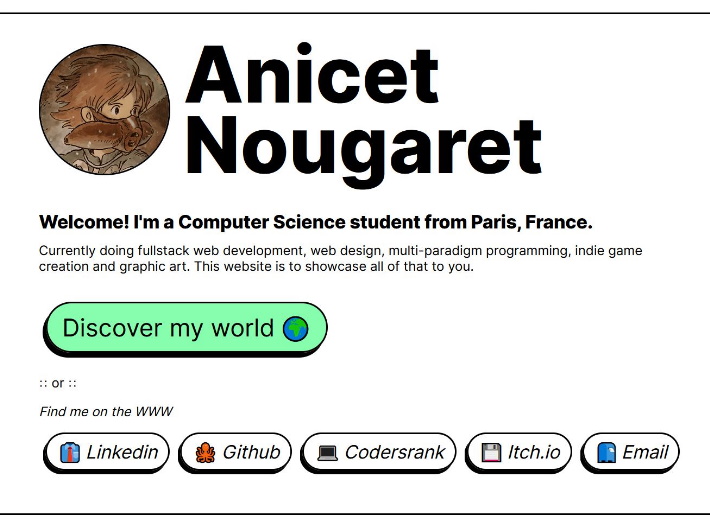 Anicet
Nougaret
Welcome! I'm a Computer Science student from Paris, France.
Currently doing fullstack web development, web design, multi-paradigm programming, indie game
creation and graphic art. This website is to showcase all of that to you.
Discover my world 🌍
:: or ::
Find me on the WWW
👔 Linkedin 🐙 Github 💻 Codersrank 💾 Itch.io 📘 Email